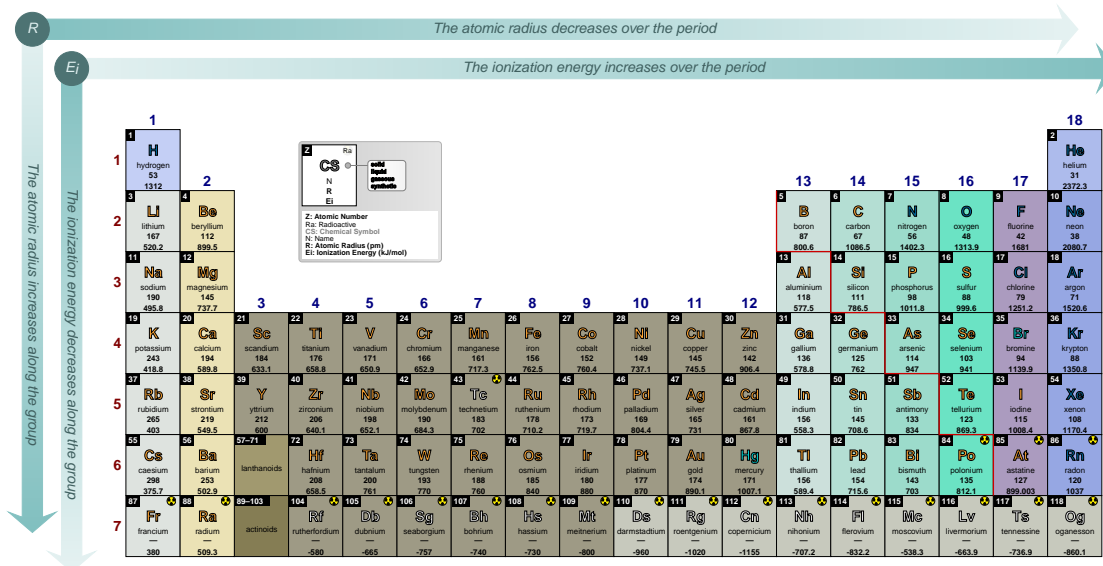 R The atomic radius decreases over the period
Ei The ionization energy increases over the period
The atomic radius increases along the group
The ionization energy decreases along the group
1 18
1 2
1 H He
hydrogen helium
53 31
1312 2372.3
Z Ra
CS solid
liquid
gaseous
synthetic
N
R
Ei
Z: Atomic Number
Ra: Radioactive
CS: Chemical Symbol
N: Name
R: Atomic Radius (pm)
Ei: Ionization Energy (kJ/mol)
2 13 14 15 16 17
3 4 5 6 7 8 9 10
2 Li Be B C N O F Ne
lithium beryllium boron carbon nitrogen oxygen fluorine neon
167 112 87 67 56 48 42 38
520.2 899.5 800.6 1086.5 1402.3 1313.9 1681 2080.7
11 12 13 14 15 16 17 18
3 Na Mg Al Si P S Cl Ar
sodium magnesium aluminium silicon phosphorus sulfur chlorine argon
190 145 118 111 98 88 79 71
495.8 737.7 577.5 786.5 1011.8 999.6 1251.2 1520.6
3 4 5 6 7 8 9 10 11 12
19 20 21 22 23 24 25 26 27 28 29 30 31 32 33 34 35 36
4 K Ca Sc Ti V Cr Mn Fe Co Ni Cu Zn Ga Ge As Se Br Kr
potassium calcium scandium titanium vanadium chromium manganese iron cobalt nickel copper zinc gallium germanium arsenic selenium bromine krypton
243 194 184 176 171 166 161 156 152 149 145 142 136 125 114 103 94 88
418.8 589.8 633.1 658.8 650.9 652.9 717.3 762.5 760.4 737.1 745.5 906.4 578.8 762 947 941 1139.9 1350.8
37 38 39 40 41 42 43 44 45 46 47 48 49 50 51 52 53 54
5 Rb Sr Y Zr Nb Mo Tc Ru Rh Pd Ag Cd In Sn Sb Te I Xe
rubidium strontium yttrium zirconium niobium molybdenum technetium ruthenium rhodium palladium silver cadmium indium tin antimony tellurium iodine xenon
265 219 212 206 198 190 183 178 173 169 165 161 156 145 133 123 115 108
403 549.5 600 640.1 652.1 684.3 702 710.2 719.7 804.4 731 867.8 558.3 708.6 834 869.3 1008.4 1170.4
55 56 57–71 72 73 74 75 76 77 78 79 80 81 82 83 84 85 86
6 Cs Ba lanthanoids Hf Ta W Re Os Ir Pt Au Hg Tl Pb Bi Po At Rn
caesium barium hafnium tantalum tungsten rhenium osmium iridium platinum gold mercury thallium lead bismuth polonium astatine radon
298 253 208 200 193 188 185 180 177 174 171 156 154 143 135 127 120
375.7 502.9 658.5 761 770 760 840 880 870 890.1 1007.1 589.4 715.6 703 812.1 899.003 1037
87 88 89–103 104 105 106 107 108 109 110 111 112 113 114 115 116 117 118
7 Fr Ra actinoids Rf Db Sg Bh Hs Mt Ds Rg Cn Nh Fl Mc Lv Ts Og
francium radium rutherfordium dubnium seaborgium bohrium hassium meitnerium darmstadtium roentgenium copernicium nihonium flerovium moscovium livermorium tennessine oganesson
— — — — — — — — — — — — — — — — —
380 509.3 -580 -665 -757 -740 -730 -800 -960 -1020 -1155 -707.2 -832.2 -538.3 -663.9 -736.9 -860.1